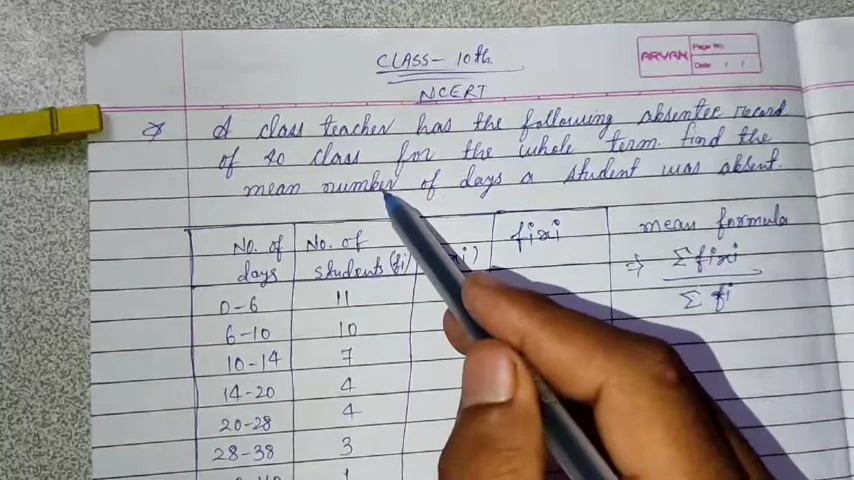 CLASS - 10th
NCERT
ARYAN Page No.
Date / /
A class teacher has the following absentee record
of 40 class for the whole term. find the
mean number of days a student was absent.
No. of days | No. of students (fi) | xi) | fixi
mean formula
⇒ Σfixi
Σfi
0-6 11
6-10 10
10-14 7
14-20 4
20-28 4
28-38 3
1